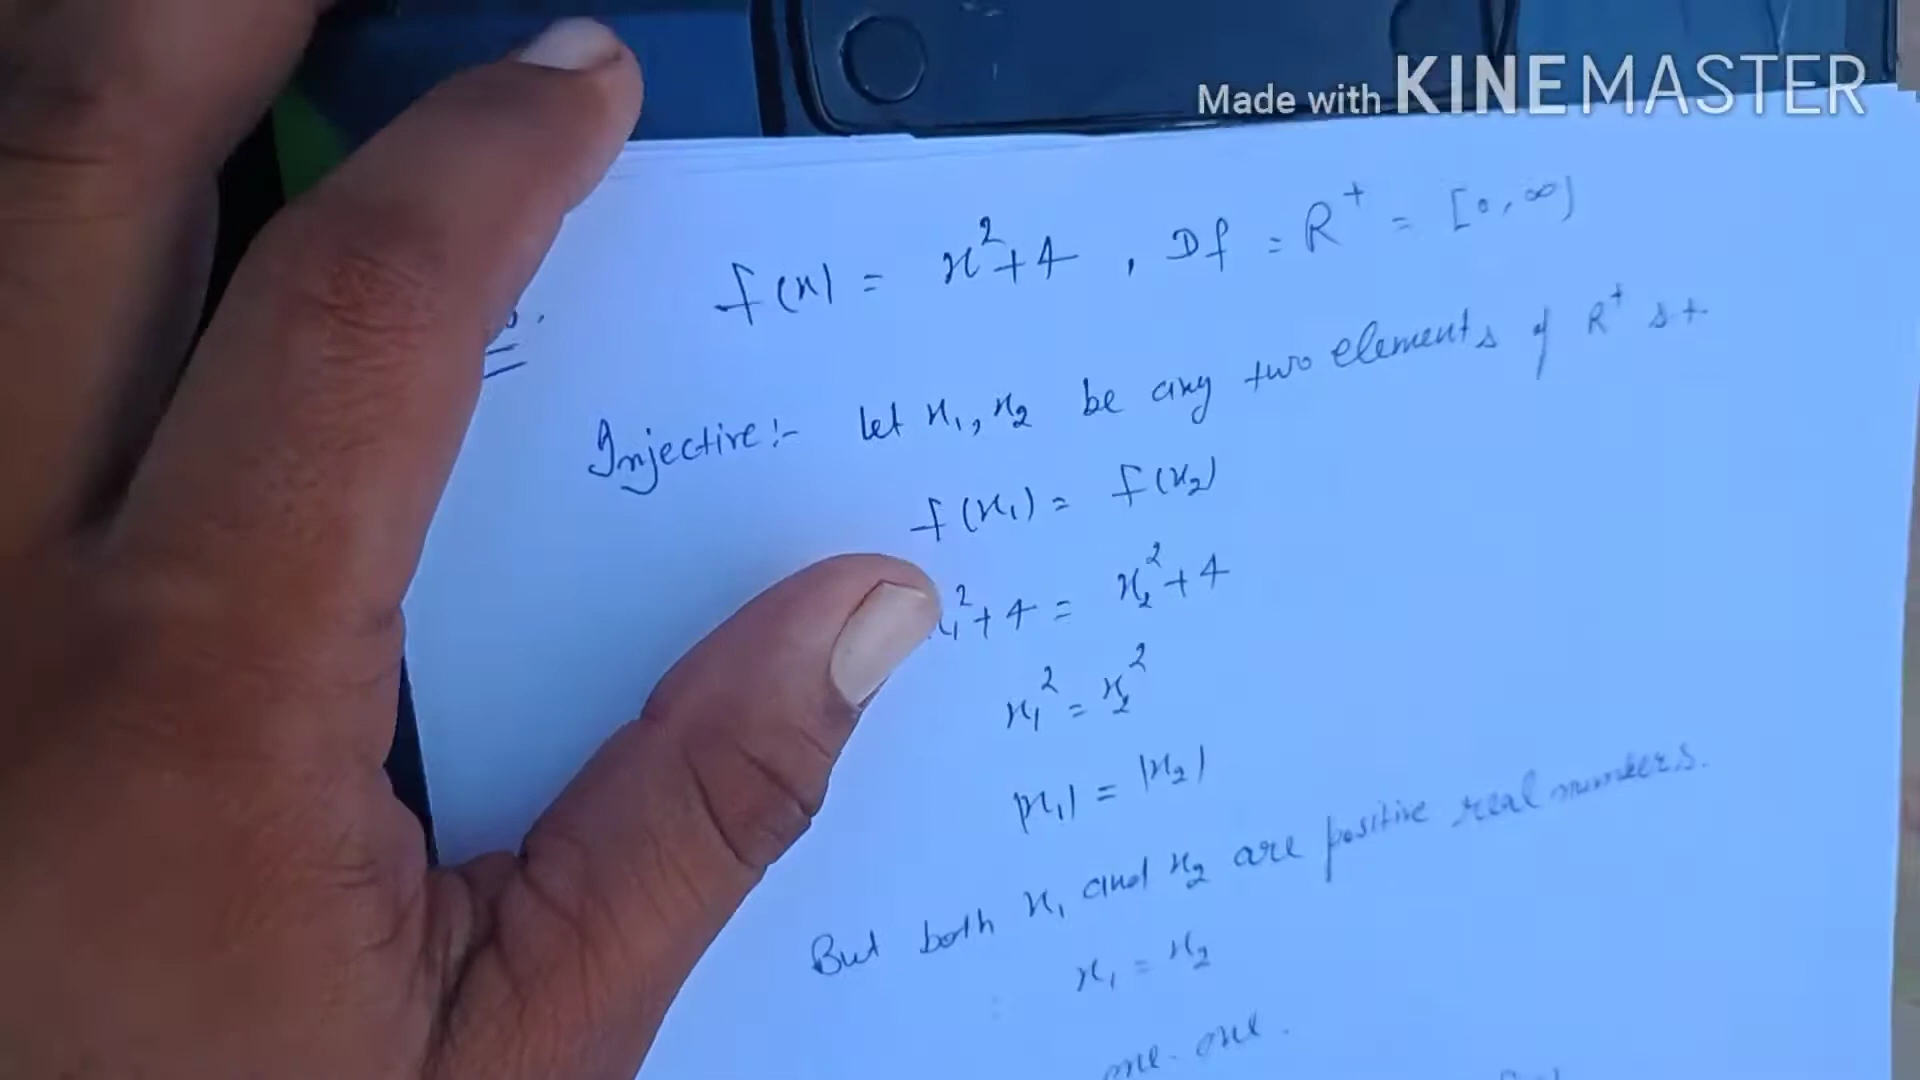 Made with KINEMASTER
f(x) = x²+4 , Df = R⁺ = [0, ∞)
Injective:- let x₁, x₂ be any two elements of R⁺ st
f(x₁) = f(x₂)
²+4 = x₂²+4
x₁² = x₂²
|x₁| = |x₂|
But both x₁ and x₂ are positive real numbers.
x₁ = x₂
one-one.